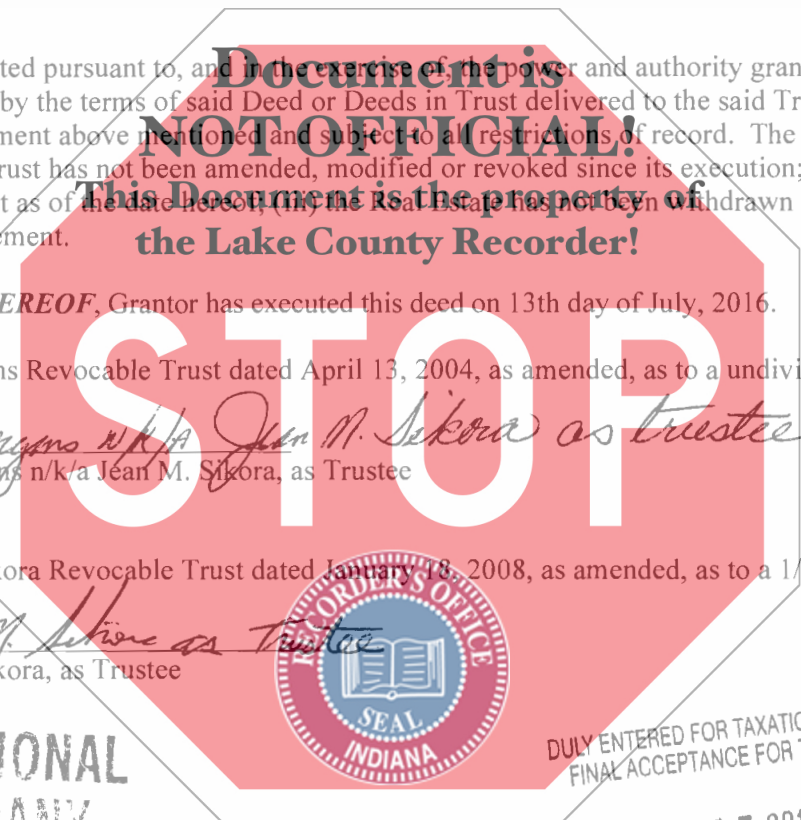 ted pursuant to, and in the exercise of, the power and authority gran
Document is
by the terms of said Deed or Deeds in Trust delivered to the said Tr
ment above mentioned and subject to all restrictions of record. The
NOT OFFICIAL!
rust has not been amended, modified or revoked since its execution;
This Document is the property of
t as of the date hereof; (iii) the Real Estate has not been withdrawn
ement.
the Lake County Recorder!
EREOF, Grantor has executed this deed on 13th day of July, 2016.
STOP
ns Revocable Trust dated April 13, 2004, as amended, as to a undivi
n/k/a Jean M. Sikora as trustee
ns n/k/a Jean M. Sikora, as Trustee
ora Revocable Trust dated January 18, 2008, as amended, as to a 1/
M. Sikora as Trustee
kora, as Trustee
RECORDER'S OFFICE
SEAL
INDIANA
IONAL
ANY
DULY ENTERED FOR TAXATIO
FINAL ACCEPTANCE FOR T